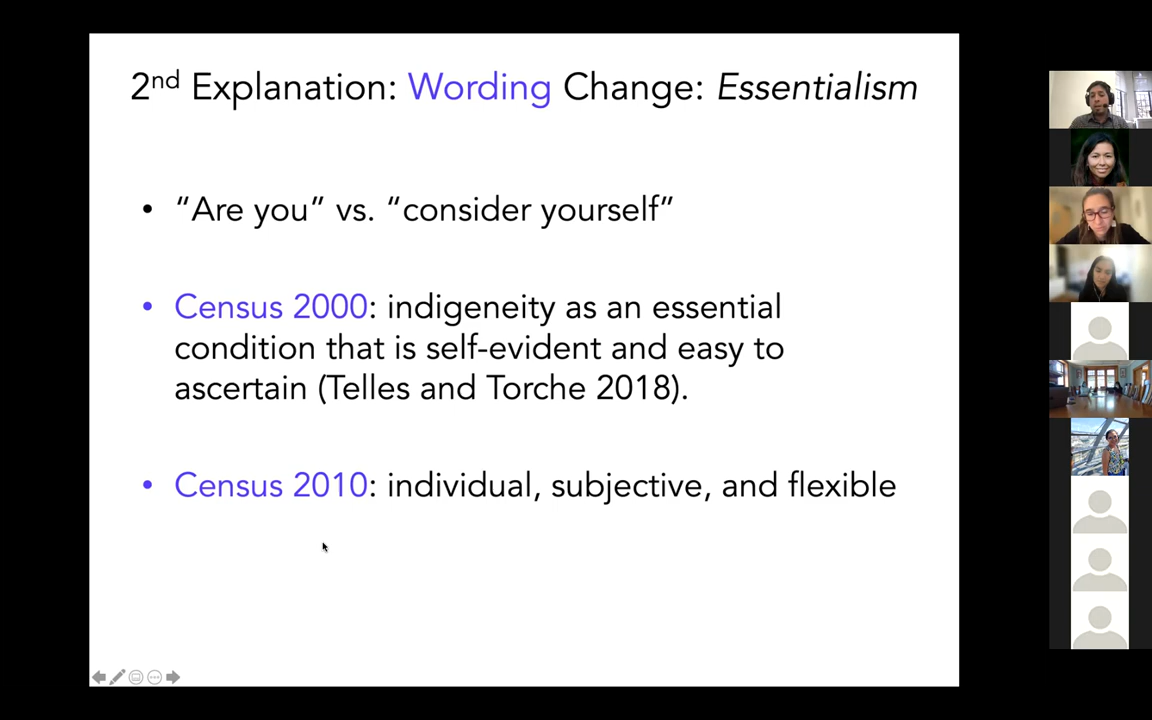 2nd Explanation: Wording Change: Essentialism
• “Are you” vs. “consider yourself”
• Census 2000: indigeneity as an essential
condition that is self-evident and easy to
ascertain (Telles and Torche 2018).
• Census 2010: individual, subjective, and flexible